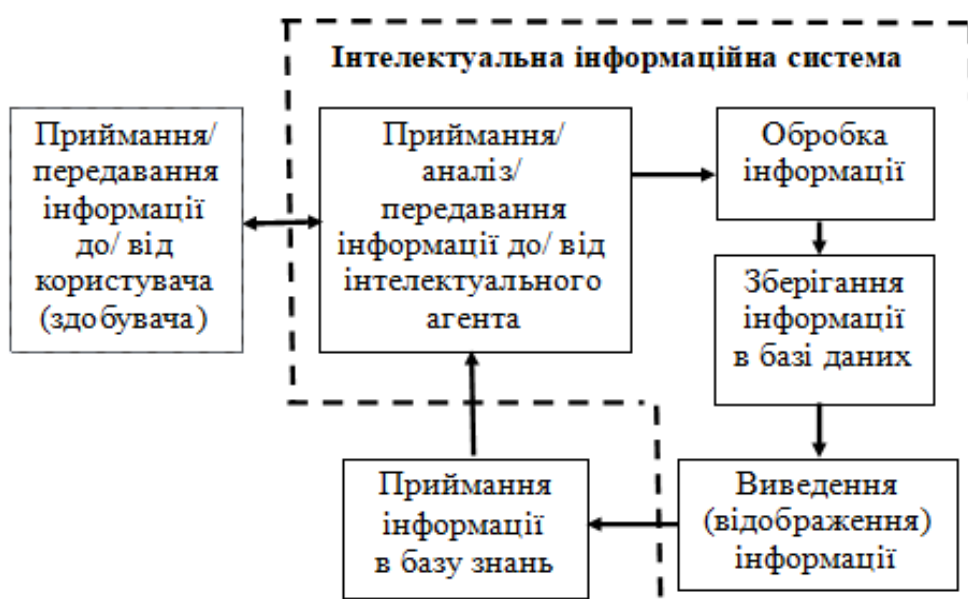 Інтелектуальна інформаційна система
Приймання/
передавання
інформації
до/ від
користувача
(здобувача)
Приймання/
аналіз/
передавання
інформації до/ від
інтелектуального
агента
Обробка
інформації
Зберігання
інформації
в базі даних
Виведення
(відображення)
інформації
Приймання
інформації
в базу знань